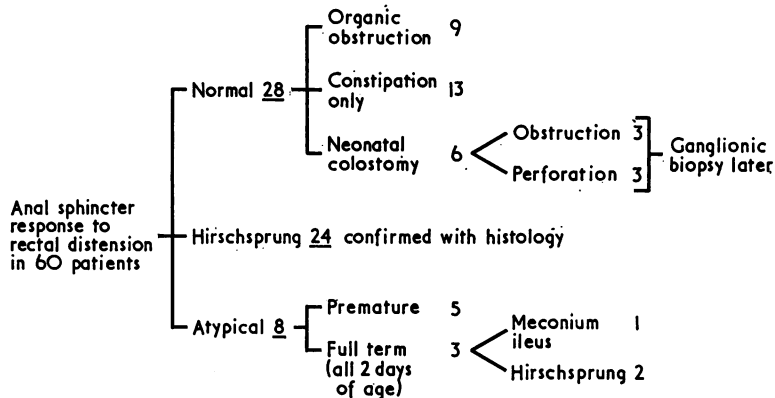 Anal sphincter
response to
rectal distension
in 60 patients
Normal 28
Organic
obstruction 9
Constipation
only 13
Neonatal
colostomy 6
Obstruction 3
Perforation 3
Ganglionic
biopsy later
Hirschsprung 24 confirmed with histology
Atypical 8
Premature 5
Full term 3
(all 2 days
of age)
Meconium
ileus 1
Hirschsprung 2